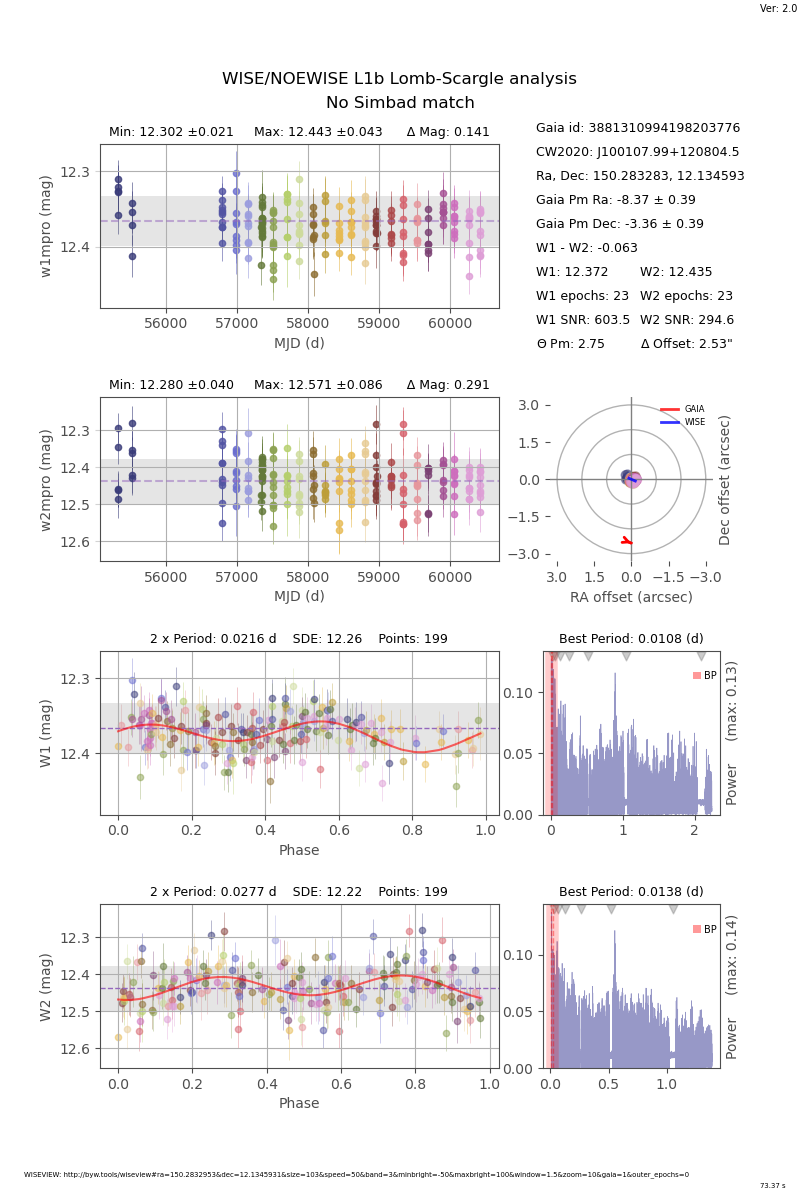 Ver: 2.0
WISE/NOEWISE L1b Lomb-Scargle analysis
No Simbad match
Min: 12.302 ±0.021 Max: 12.443 ±0.043 Δ Mag: 0.141
12.3
12.4
w1mpro (mag)
56000 57000 58000 59000 60000
MJD (d)
Gaia id: 3881310994198203776
CW2020: J100107.99+120804.5
Ra, Dec: 150.283283, 12.134593
Gaia Pm Ra: -8.37 ± 0.39
Gaia Pm Dec: -3.36 ± 0.39
W1 - W2: -0.063
W1: 12.372 W2: 12.435
W1 epochs: 23 W2 epochs: 23
W1 SNR: 603.5 W2 SNR: 294.6
Θ Pm: 2.75 Δ Offset: 2.53"
Min: 12.280 ±0.040 Max: 12.571 ±0.086 Δ Mag: 0.291
12.3
12.4
12.5
12.6
w2mpro (mag)
56000 57000 58000 59000 60000
MJD (d)
GAIA
WISE
3.0
1.5
0.0
−1.5
−3.0
Dec offset (arcsec)
3.0 1.5 0.0 −1.5 −3.0
RA offset (arcsec)
2 x Period: 0.0216 d SDE: 12.26 Points: 199
12.3
12.4
W1 (mag)
0.0 0.2 0.4 0.6 0.8 1.0
Phase
Best Period: 0.0108 (d)
BP
0.10
0.05
0.00
0 1 2
Power (max: 0.13)
2 x Period: 0.0277 d SDE: 12.22 Points: 199
12.3
12.4
12.5
12.6
W2 (mag)
0.0 0.2 0.4 0.6 0.8 1.0
Phase
Best Period: 0.0138 (d)
BP
0.10
0.05
0.00
0.0 0.5 1.0
Power (max: 0.14)
WISEVIEW: http://byw.tools/wiseview#ra=150.2832953&dec=12.1345931&size=103&speed=50&band=3&minbright=-50&maxbright=100&window=1.5&zoom=10&gaia=1&outer_epochs=0
73.37 s